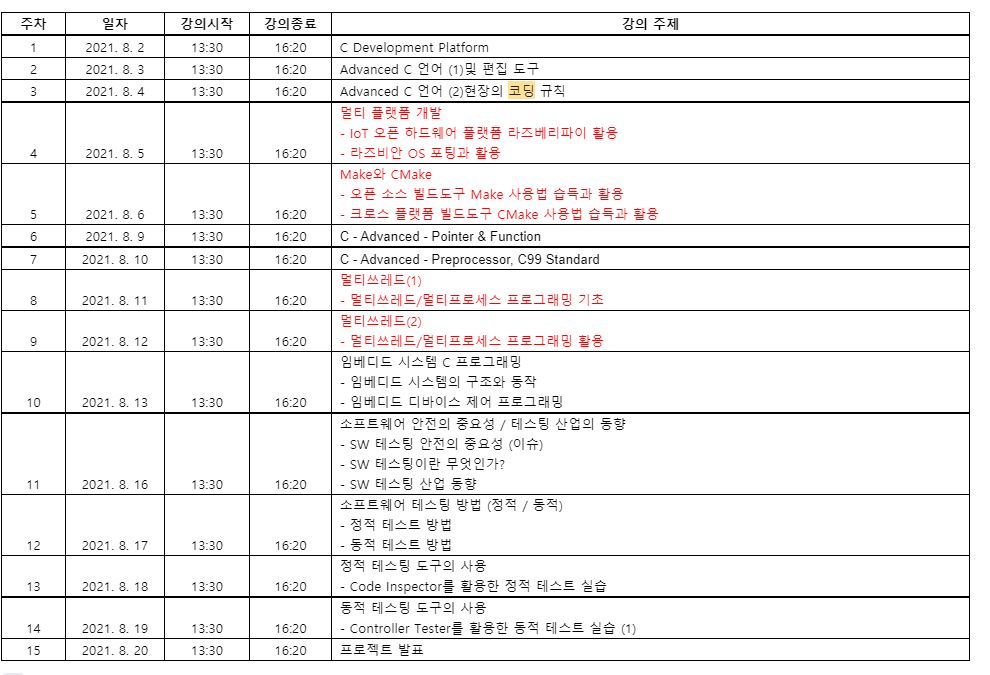 주차 일자 강의시작 강의종료 강의 주제
1 2021. 8. 2 13:30 16:20 C Development Platform
2 2021. 8. 3 13:30 16:20 Advanced C 언어 (1)및 편집 도구
3 2021. 8. 4 13:30 16:20 Advanced C 언어 (2)현장의 코딩 규칙
멀티 플랫폼 개발
- IoT 오픈 하드웨어 플랫폼 라즈베리파이 활용
4 2021. 8. 5 13:30 16:20 - 라즈비안 OS 포팅과 활용
Make와 CMake
- 오픈 소스 빌드도구 Make 사용법 습득과 활용
5 2021. 8. 6 13:30 16:20 - 크로스 플랫폼 빌드도구 CMake 사용법 습득과 활용
6 2021. 8. 9 13:30 16:20 C - Advanced - Pointer & Function
7 2021. 8. 10 13:30 16:20 C - Advanced - Preprocessor, C99 Standard
멀티쓰레드(1)
8 2021. 8. 11 13:30 16:20 - 멀티쓰레드/멀티프로세스 프로그래밍 기초
멀티쓰레드(2)
9 2021. 8. 12 13:30 16:20 - 멀티쓰레드/멀티프로세스 프로그래밍 활용
임베디드 시스템 C 프로그래밍
- 임베디드 시스템의 구조와 동작
10 2021. 8. 13 13:30 16:20 - 임베디드 디바이스 제어 프로그래밍
소프트웨어 안전의 중요성 / 테스팅 산업의 동향
- SW 테스팅 안전의 중요성 (이슈)
- SW 테스팅이란 무엇인가?
11 2021. 8. 16 13:30 16:20 - SW 테스팅 산업 동향
소프트웨어 테스팅 방법 (정적 / 동적)
- 정적 테스트 방법
12 2021. 8. 17 13:30 16:20 - 동적 테스트 방법
정적 테스팅 도구의 사용
13 2021. 8. 18 13:30 16:20 - Code Inspector를 활용한 정적 테스트 실습
동적 테스팅 도구의 사용
14 2021. 8. 19 13:30 16:20 - Controller Tester를 활용한 동적 테스트 실습 (1)
15 2021. 8. 20 13:30 16:20 프로젝트 발표